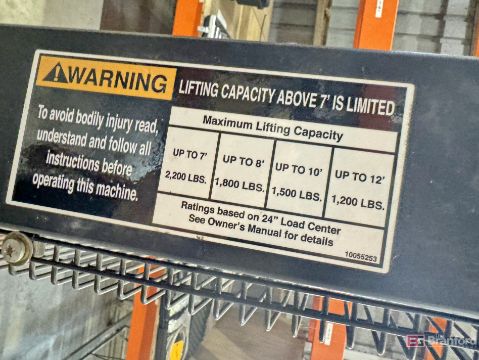 WARNING
LIFTING CAPACITY ABOVE 7' IS LIMITED
To avoid bodily injury read,
understand and follow all
Instructions before
operating this machine.
Maximum Lifting Capacity
UP TO 7'
2,200 LBS.
UP TO 8'
1,800 LBS.
UP TO 10'
1,500 LBS.
UP TO 12'
1,200 LBS.
Ratings based on 24" Load Center
See Owner's Manual for details
10055253
Branford